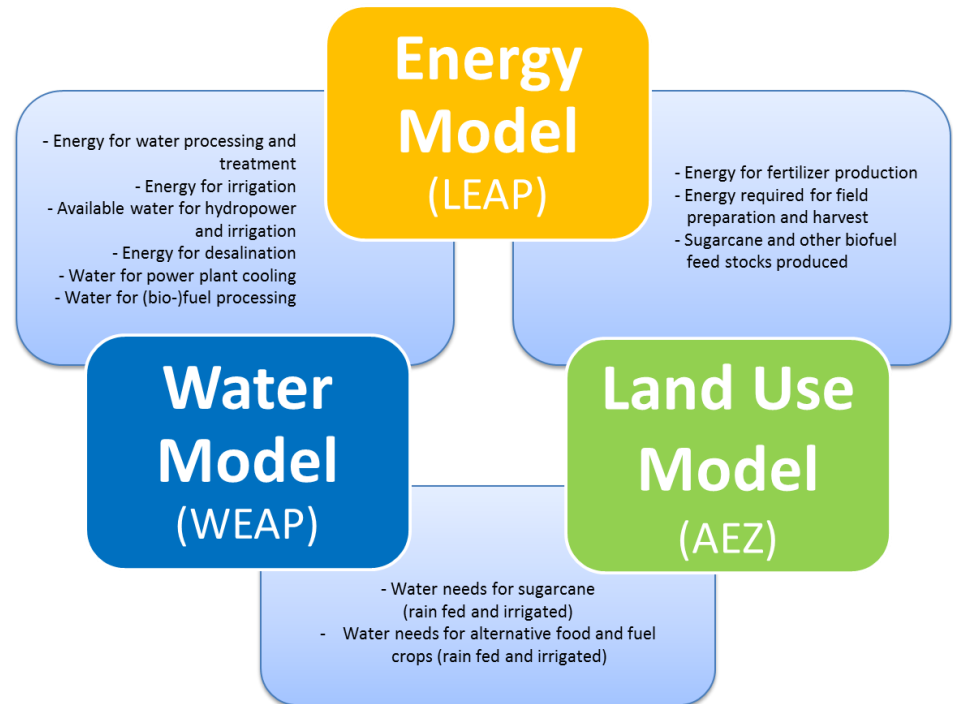 Energy
Model
(LEAP)
- Energy for water processing and
treatment
- Energy for irrigation
- Available water for hydropower
and irrigation
- Energy for desalination
- Water for power plant cooling
- Water for (bio-)fuel processing
- Energy for fertilizer production
- Energy required for field
preparation and harvest
- Sugarcane and other biofuel
feed stocks produced
Water
Model
(WEAP)
Land Use
Model
(AEZ)
- Water needs for sugarcane
(rain fed and irrigated)
- Water needs for alternative food and fuel
crops (rain fed and irrigated)